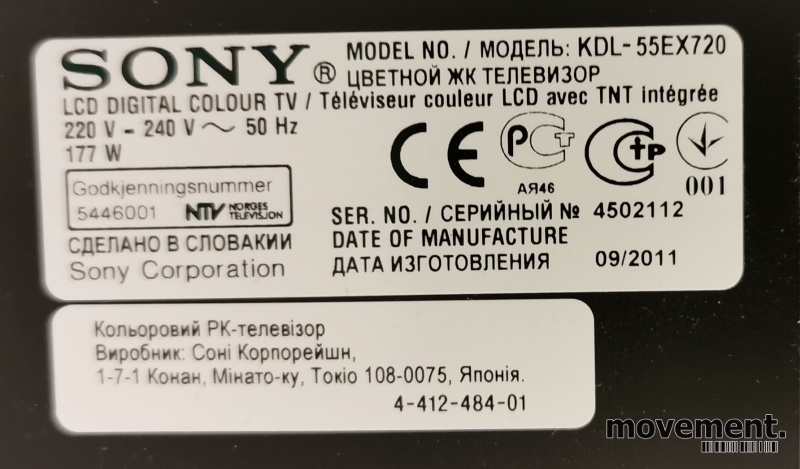 SONY®
MODEL NO. / МОДЕЛЬ: KDL-55EX720
ЦВЕТНОЙ ЖК ТЕЛЕВИЗОР
LCD DIGITAL COLOUR TV / Téléviseur couleur LCD avec TNT intégrée
220 V - 240 V ～ 50 Hz
177 W
Godkjenningsnummer
5446001 NTV NORGES TELEVISJON
СДЕЛАНО В СЛОВАКИИ
Sony Corporation
CE
РСТ
АЯ46
СТР
001
SER. NO. / СЕРИЙНЫЙ № 4502112
DATE OF MANUFACTURE
ДАТА ИЗГОТОВЛЕНИЯ 09/2011
Кольоровий РК-телевізор
Виробник: Соні Корпорейшн,
1-7-1 Конан, Мінато-ку, Токіо 108-0075, Японія.
4-412-484-01
movement.